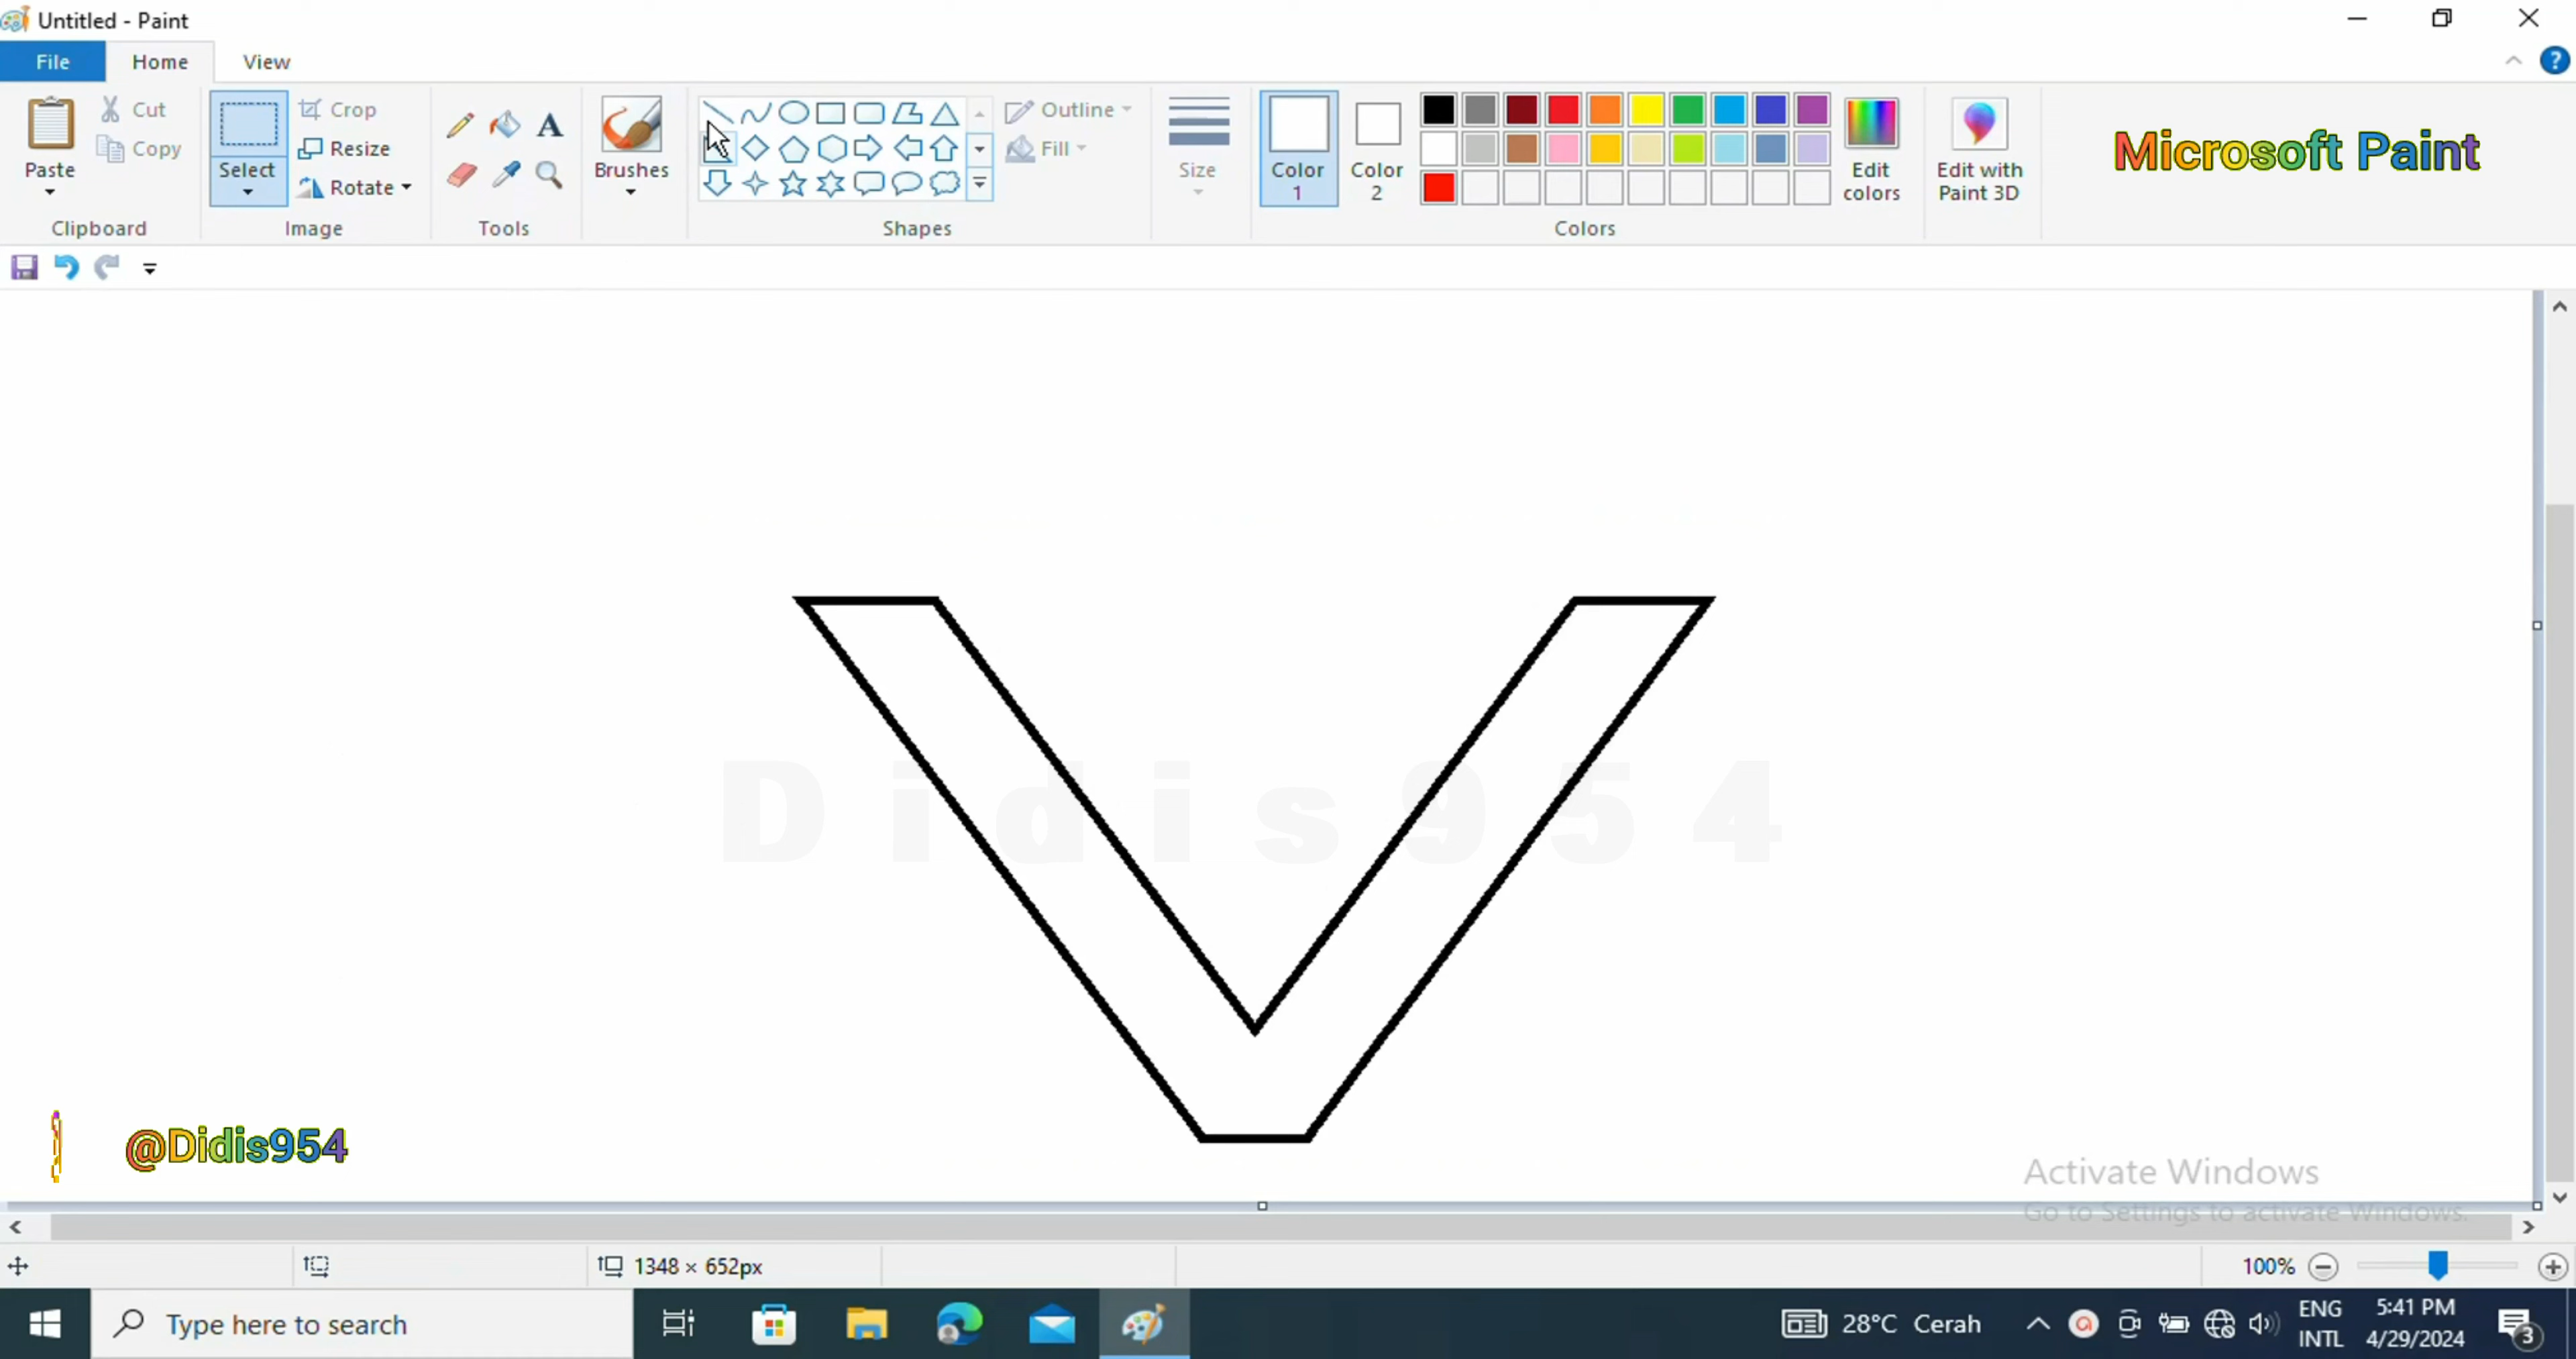 Untitled - Paint
File Home View
Paste
Cut
Copy
Clipboard
Select
Crop
Resize
Rotate
Image
A
Tools
Brushes
Shapes
Outline
Fill
Size
Color 1
Color 2
Colors
Edit colors
Edit with Paint 3D
Microsoft Paint
?
V
Didis954
@Didis954
Activate Windows
Go to Settings to activate Windows.
1348 × 652px
100%
Type here to search
28°C Cerah
ENG
INTL
5:41 PM
4/29/2024
3